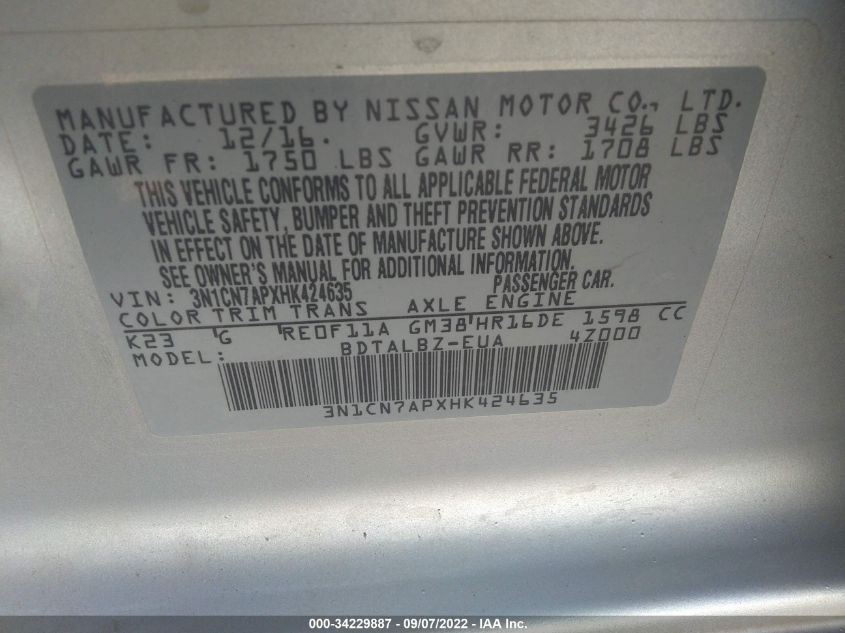 MANUFACTURED BY NISSAN MOTOR CO., LTD.
DATE: 12/16. GVWR: 3426 LBS
GAWR FR: 1750 LBS GAWR RR: 1708 LBS
THIS VEHICLE CONFORMS TO ALL APPLICABLE FEDERAL MOTOR
VEHICLE SAFETY, BUMPER AND THEFT PREVENTION STANDARDS
IN EFFECT ON THE DATE OF MANUFACTURE SHOWN ABOVE.
SEE OWNER'S MANUAL FOR ADDITIONAL INFORMATION.
VIN: 3N1CN7APXHK424635 PASSENGER CAR.
COLOR TRIM TRANS AXLE ENGINE
K23 G RE0F11A GM38 HR16DE 1598 CC
MODEL: BDTALBZ-EUA 4Z000
3N1CN7APXHK424635
000-34229887 - 09/07/2022 - IAA Inc.